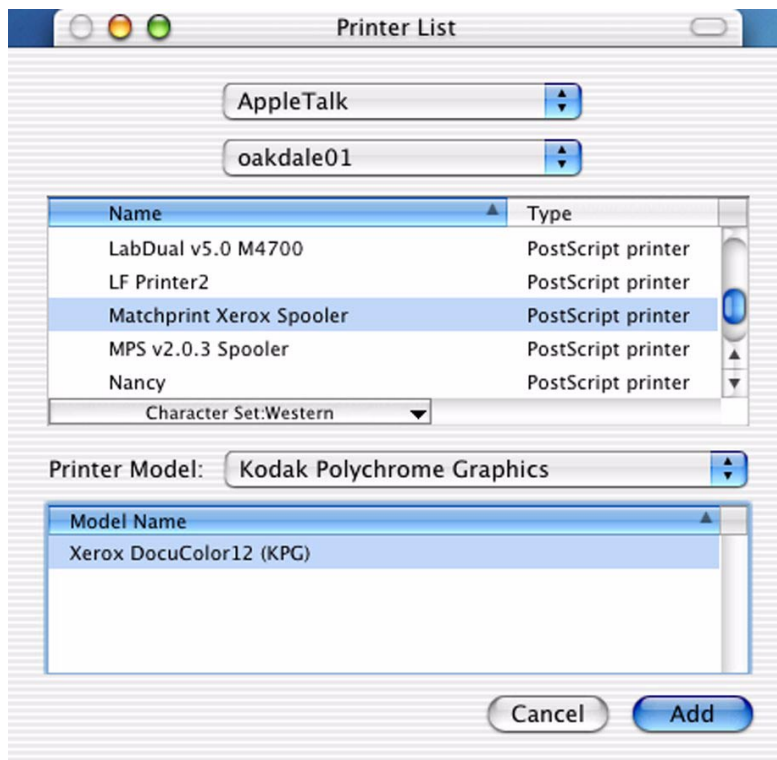 Printer List
AppleTalk
oakdale01
Name Type
LabDual v5.0 M4700 PostScript printer
LF Printer2 PostScript printer
Matchprint Xerox Spooler PostScript printer
MPS v2.0.3 Spooler PostScript printer
Nancy PostScript printer
Character Set:Western
Printer Model: Kodak Polychrome Graphics
Model Name
Xerox DocuColor12 (KPG)
Cancel Add